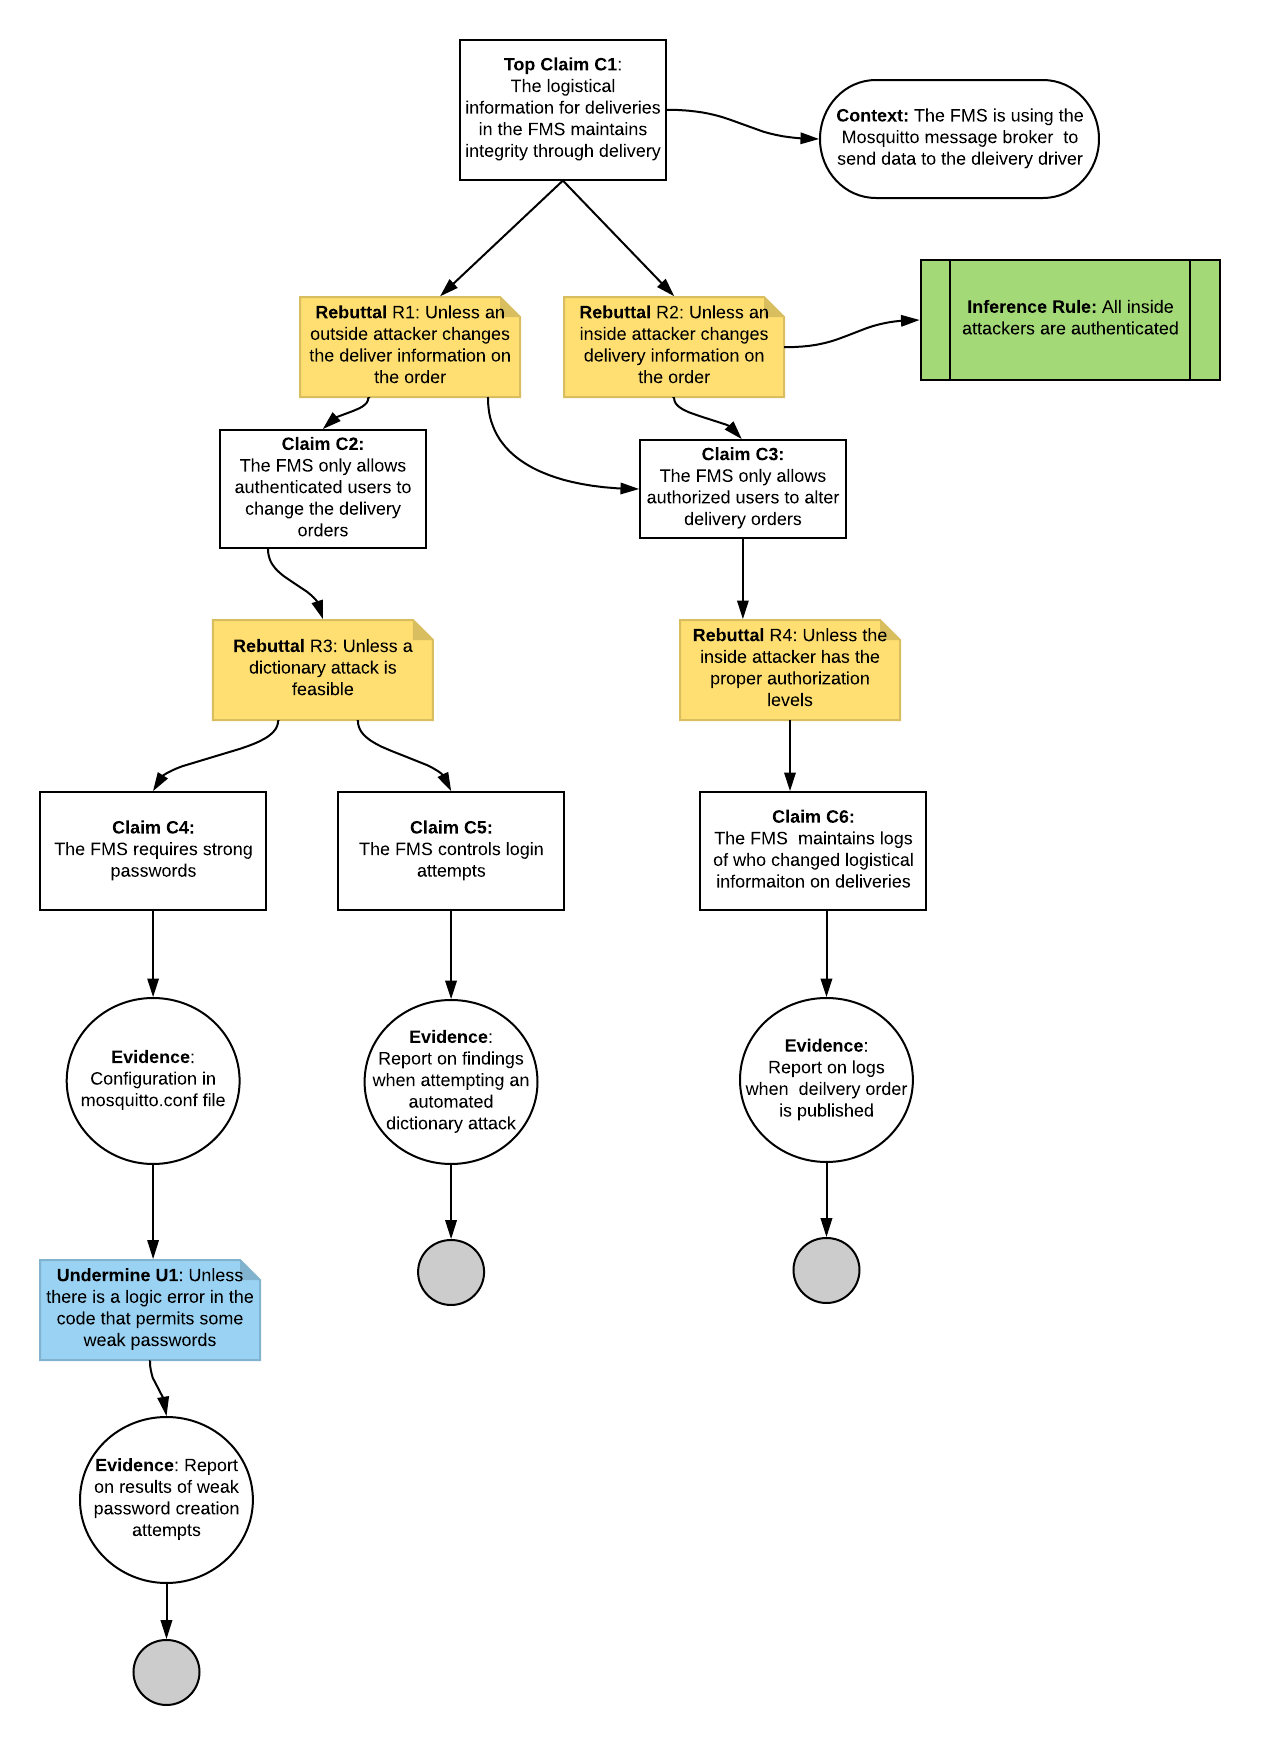 Top Claim C1:
The logistical
information for deliveries
in the FMS maintains
integrity through delivery
Context: The FMS is using the
Mosquitto message broker  to
send data to the dleivery driver
Rebuttal R1: Unless an
outside attacker changes
the deliver information on
the order
Rebuttal R2: Unless an
inside attacker changes
delivery information on
the order
Inference Rule: All inside
attackers are authenticated
Claim C2:
The FMS only allows
authenticated users to
change the delivery
orders
Claim C3:
The FMS only allows
authorized users to alter
delivery orders
Rebuttal R3: Unless a
dictionary attack is
feasible
Rebuttal R4: Unless the
inside attacker has the
proper authorization
levels
Claim C4:
The FMS requires strong
passwords
Claim C5:
The FMS controls login
attempts
Claim C6:
The FMS  maintains logs
of who changed logistical
informaiton on deliveries
Evidence:
Configuration in
mosquitto.conf file
Evidence:
Report on findings
when attempting an
automated
dictionary attack
Evidence:
Report on logs
when  deilvery order
is published
Undermine U1: Unless
there is a logic error in the
code that permits some
weak passwords
Evidence: Report
on results of weak
password creation
attempts